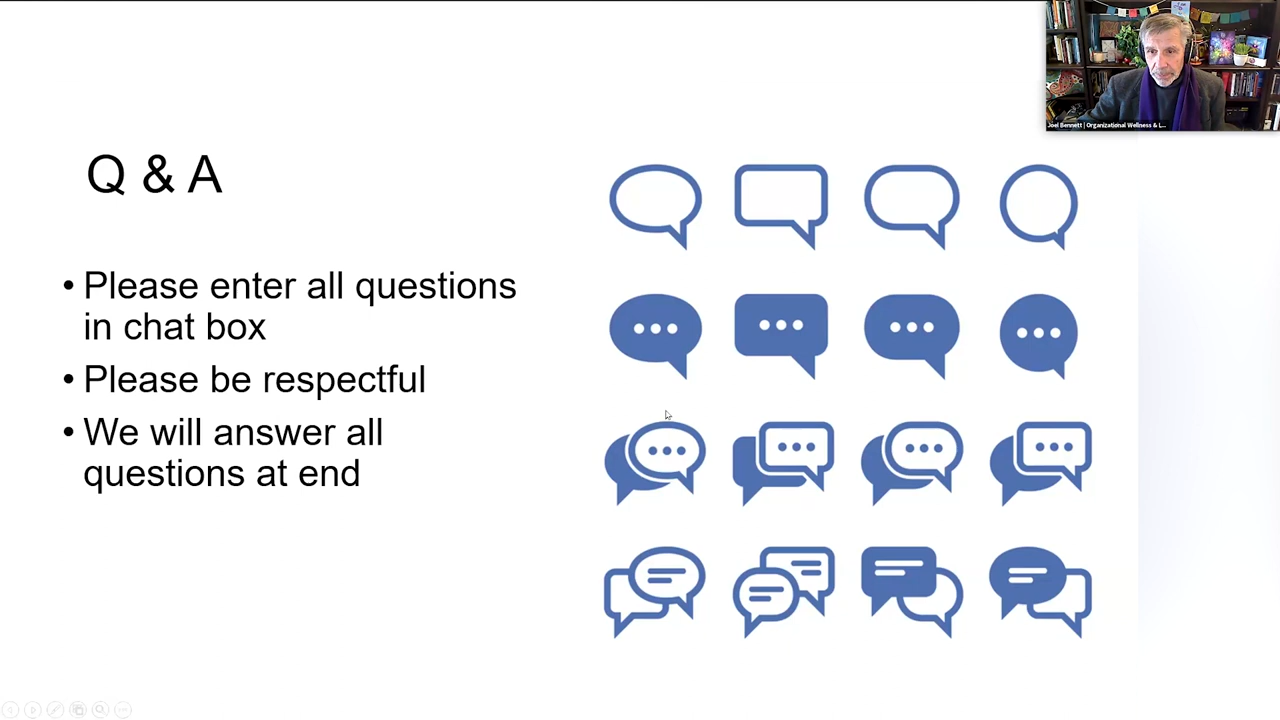 Q & A
• Please enter all questions
in chat box
• Please be respectful
• We will answer all
questions at end
Joel Bennett | Organizational Wellness & L...